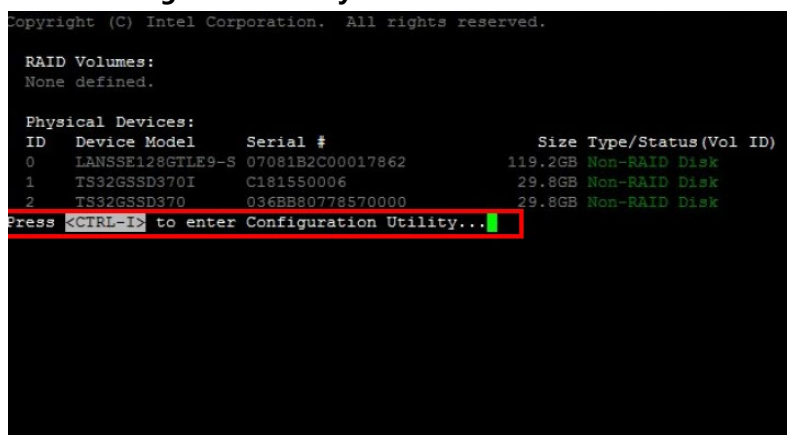 Copyright (C) Intel Corporation. All rights reserved.
RAID Volumes:
None defined.
Physical Devices:
ID Device Model Serial # Size Type/Status(Vol ID)
0 LANSSE128GTLE9-S 07081B2C00017862 119.2GB Non-RAID Disk
1 TS32GSSD370I C181550006 29.8GB Non-RAID Disk
2 TS32GSSD370 036BB80778570000 29.8GB Non-RAID Disk
Press <CTRL-I> to enter Configuration Utility...